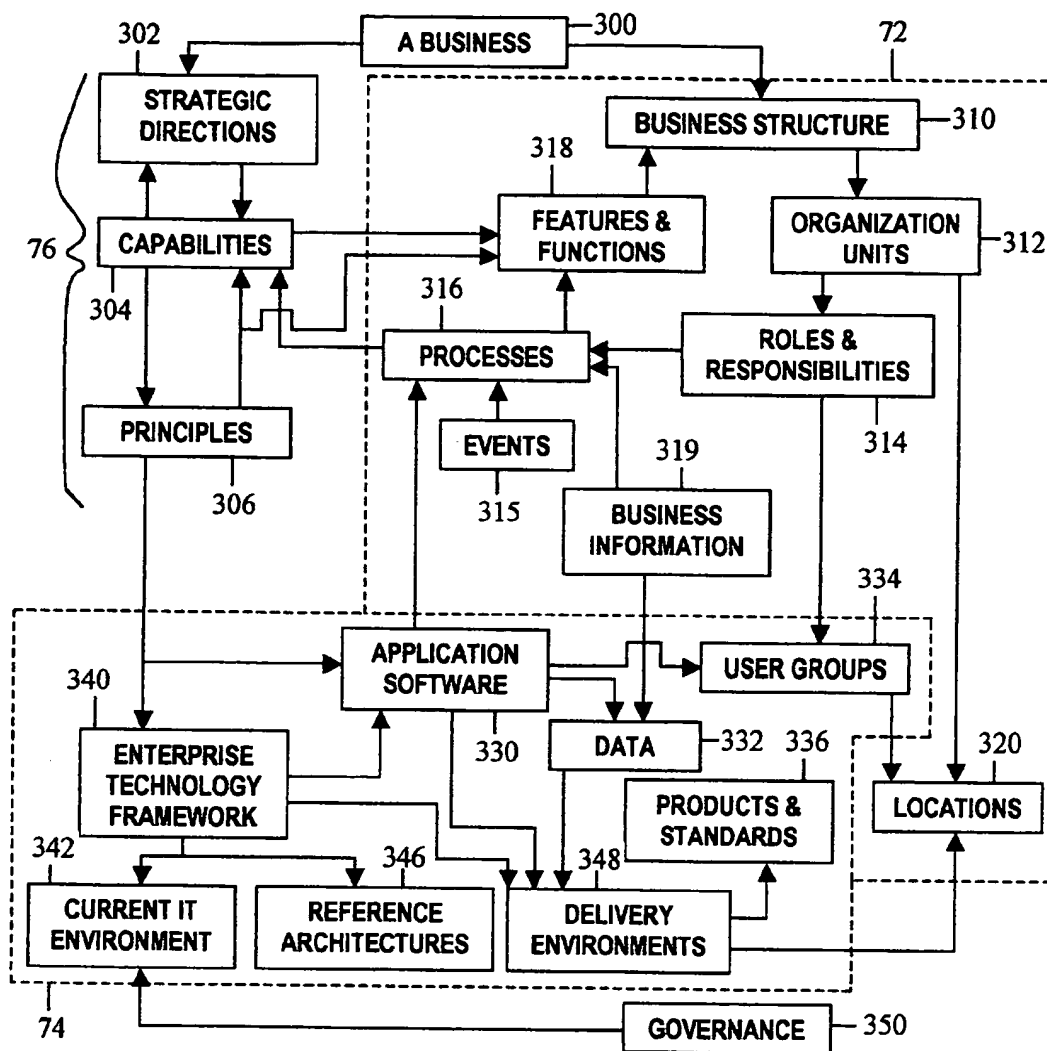 A BUSINESS
300
302
72
STRATEGIC
DIRECTIONS
BUSINESS STRUCTURE
310
318
76
CAPABILITIES
FEATURES &
FUNCTIONS
ORGANIZATION
UNITS
312
304
316
PROCESSES
ROLES &
RESPONSIBILITIES
PRINCIPLES
EVENTS
319
314
306
315
BUSINESS
INFORMATION
334
APPLICATION
SOFTWARE
USER GROUPS
340
330
DATA
332
336
320
ENTERPRISE
TECHNOLOGY
FRAMEWORK
PRODUCTS &
STANDARDS
LOCATIONS
342
346
348
CURRENT IT
ENVIRONMENT
REFERENCE
ARCHITECTURES
DELIVERY
ENVIRONMENTS
74
GOVERNANCE
350